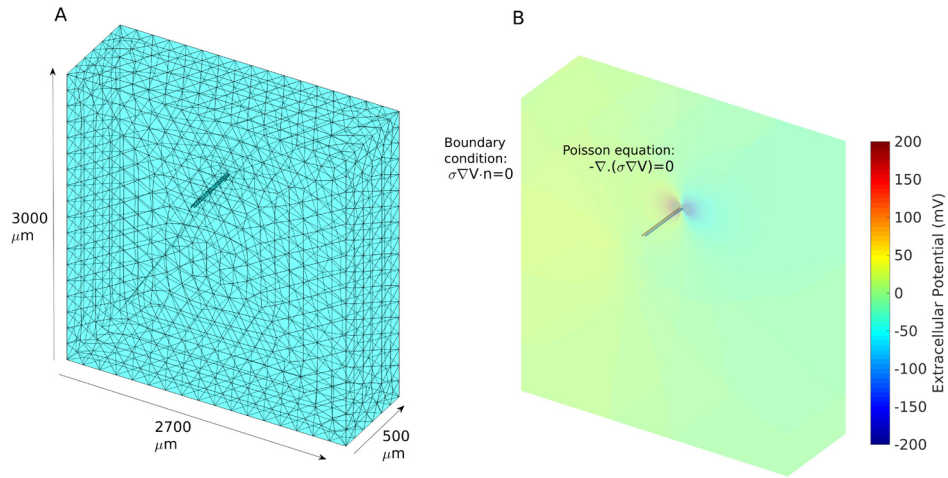 A
3000
μm
2700
μm
500
μm
B
Boundary
condition:
σ∇V·n=0
Poisson equation:
-∇.(σ∇V)=0
200
150
100
50
0
-50
-100
-150
-200
Extracellular Potential (mV)